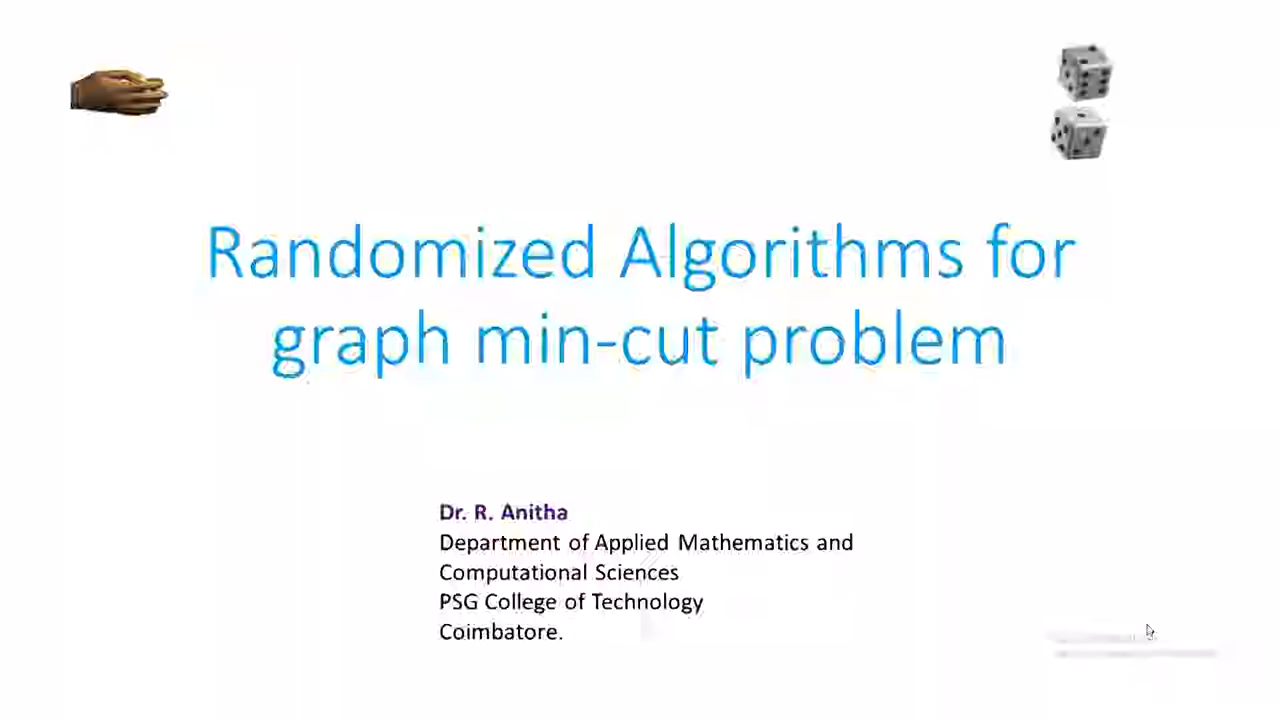 Randomized Algorithms for
graph min-cut problem
Dr. R. Anitha
Department of Applied Mathematics and
Computational Sciences
PSG College of Technology
Coimbatore.